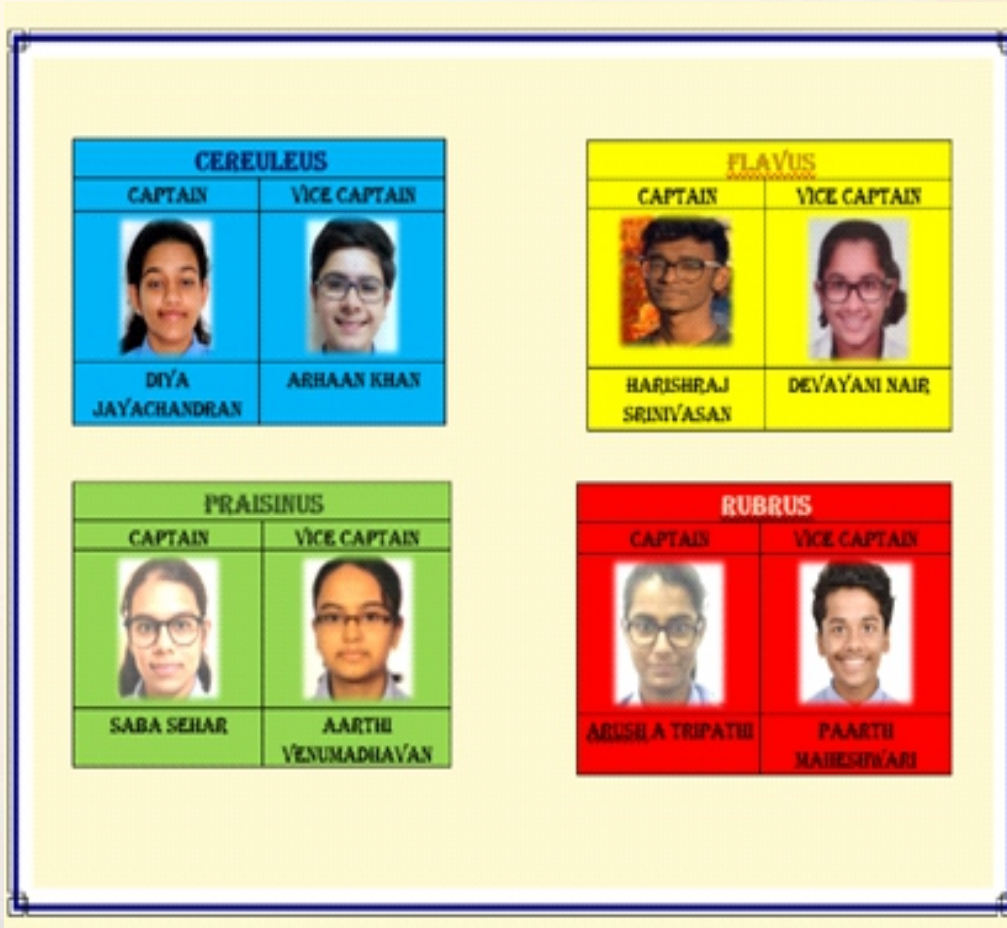 CEREULEUS
CAPTAIN VICE CAPTAIN
DIYA JAYACHANDRAN
ARHAAN KHAN
FLAVUS
CAPTAIN VICE CAPTAIN
HARISHRAJ SRINIVASAN
DEVAYANI NAIR
PRAISINUS
CAPTAIN VICE CAPTAIN
SABA SEHAR
AARTHI VENUMADHAVAN
RUBRUS
CAPTAIN VICE CAPTAIN
ARUSH A TRIPATHI
PAARTH MAHESHWARI